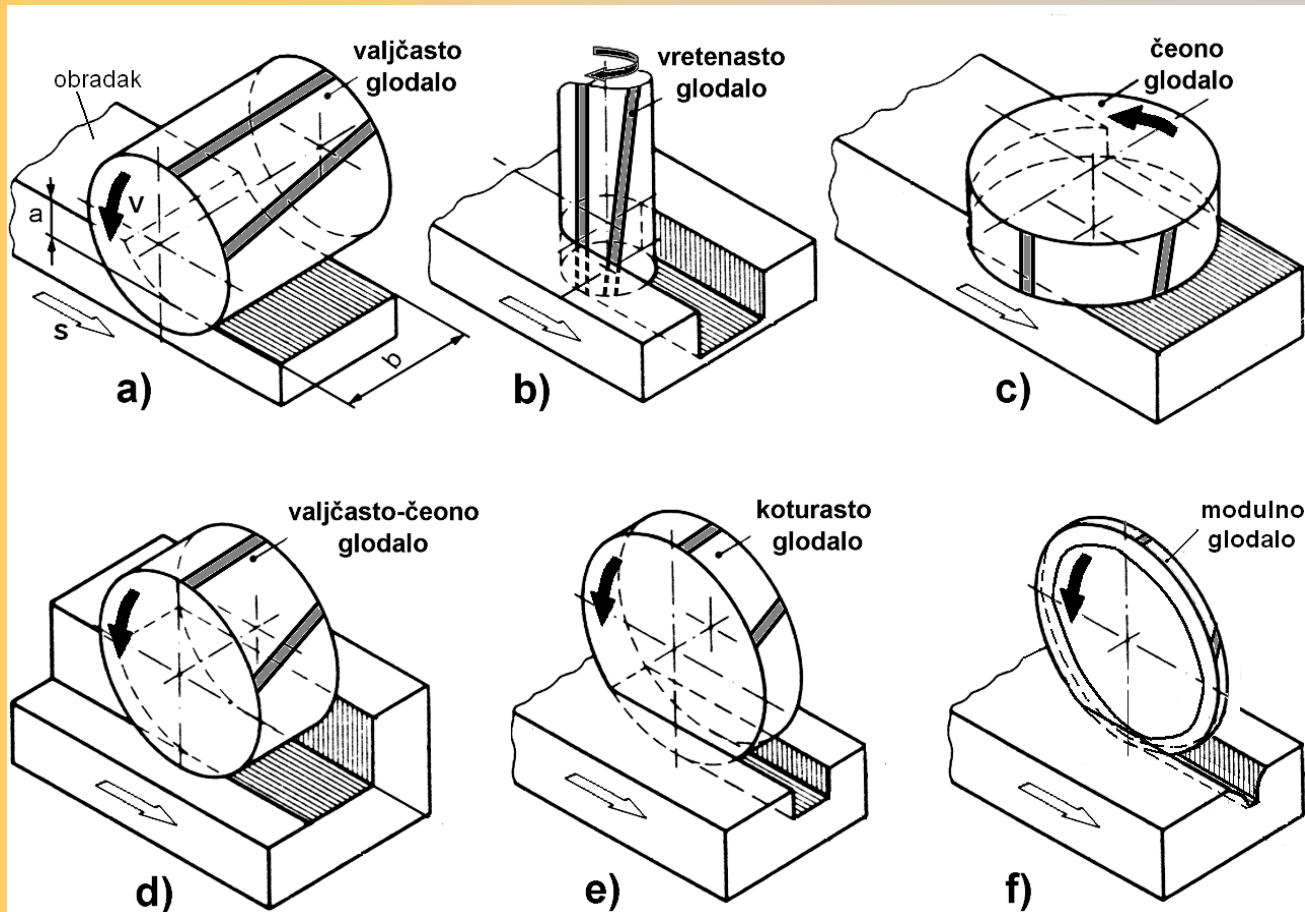 obradak
valjčasto
glodalo
V
a
s
b
a)
vretenasto
glodalo
b)
čeono
glodalo
c)
valjčasto-čeono
glodalo
d)
koturasto
glodalo
e)
modulno
glodalo
f)